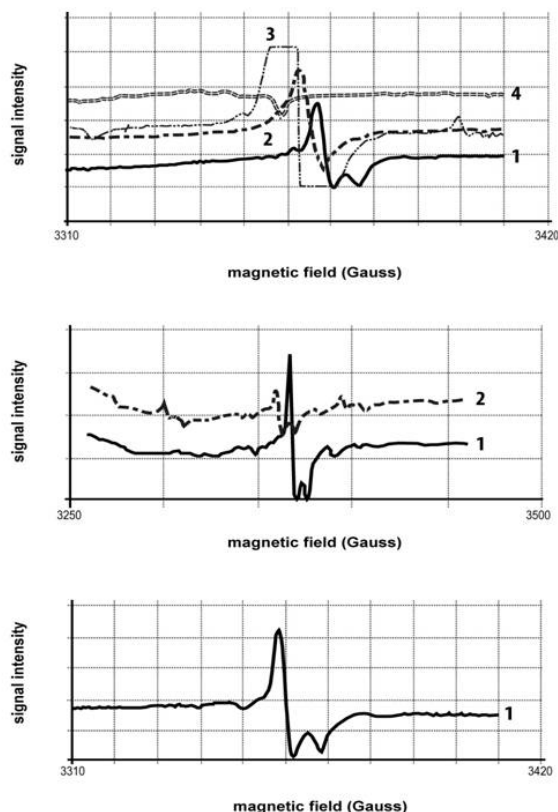 signal intensity
3
4
2
1
3310
3420
magnetic field (Gauss)
signal intensity
2
1
3250
3500
magnetic field (Gauss)
signal intensity
1
3310
3420
magnetic field (Gauss)